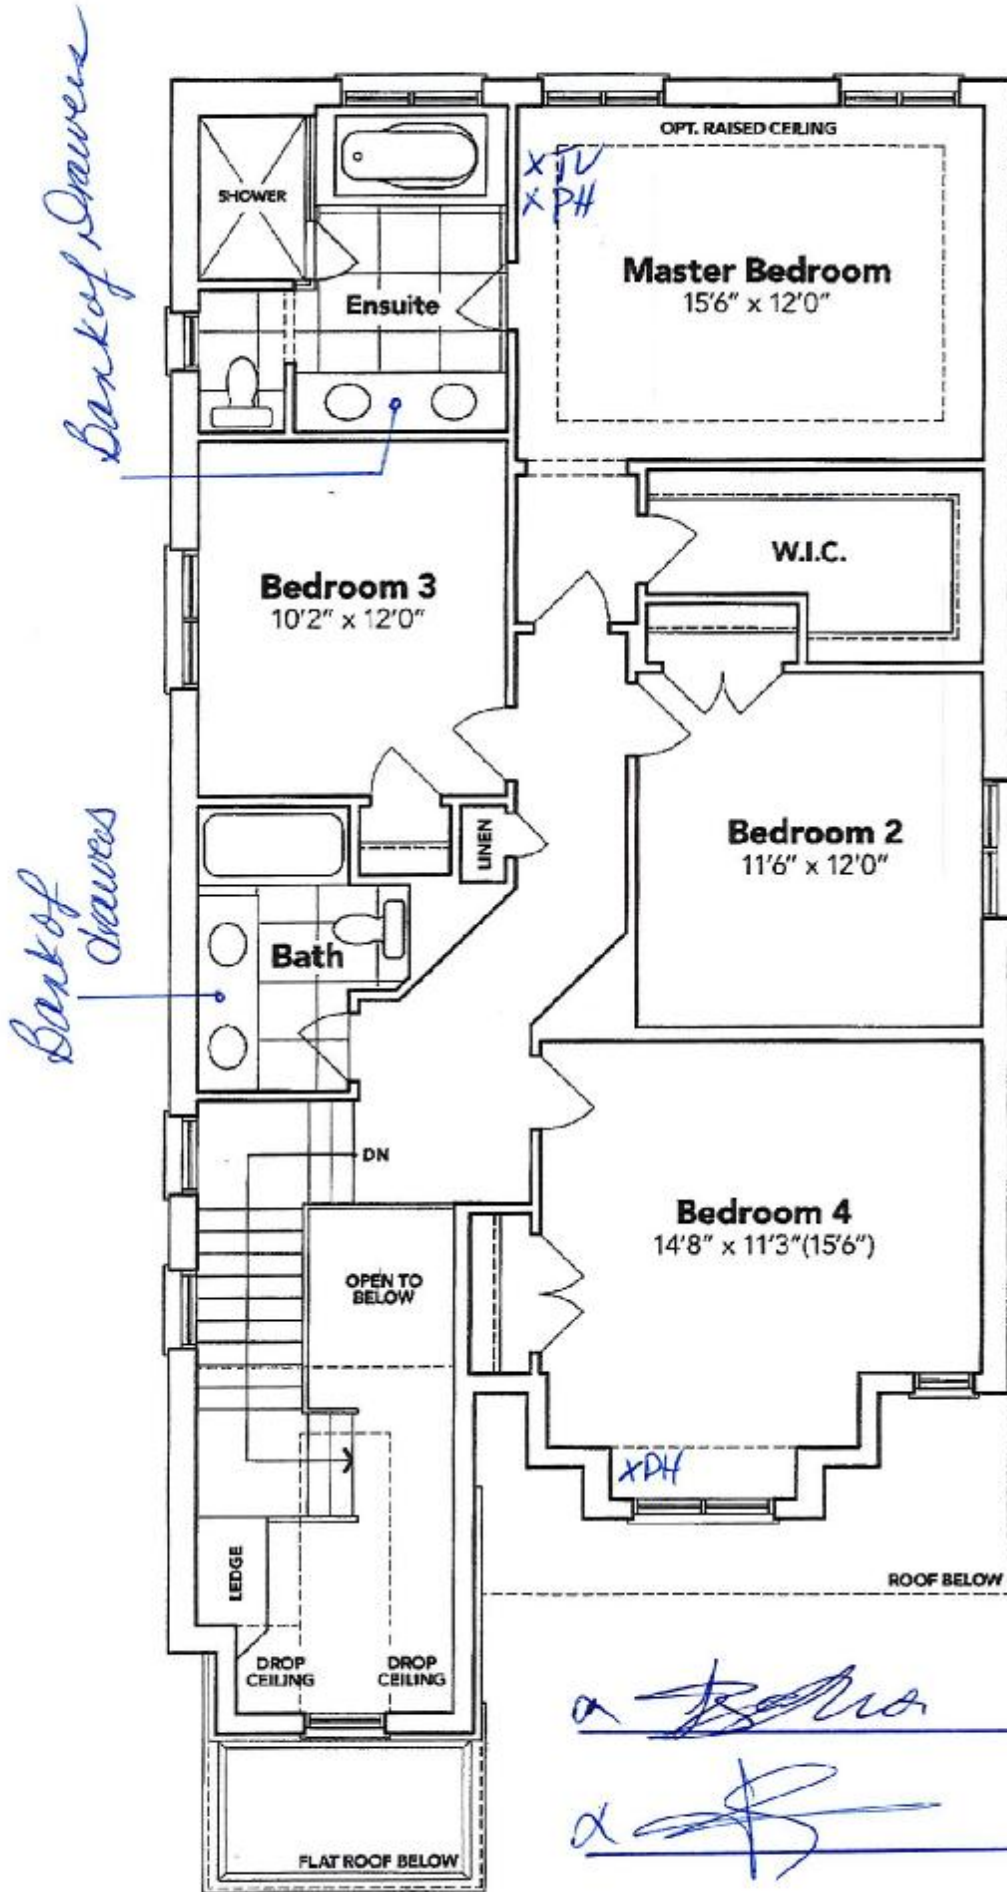 Bank of Drawers
OPT. RAISED CEILING
x TV
x PH
SHOWER
Master Bedroom
15'6" x 12'0"
Ensuite
W.I.C.
Bedroom 3
10'2" x 12'0"
Bedroom 2
11'6" x 12'0"
LINEN
Bank of
drawers
Bath
DN
Bedroom 4
14'8" x 11'3"(15'6")
OPEN TO
BELOW
xPH
LEDGE
ROOF BELOW
DROP
CEILING
DROP
CEILING
FLAT ROOF BELOW